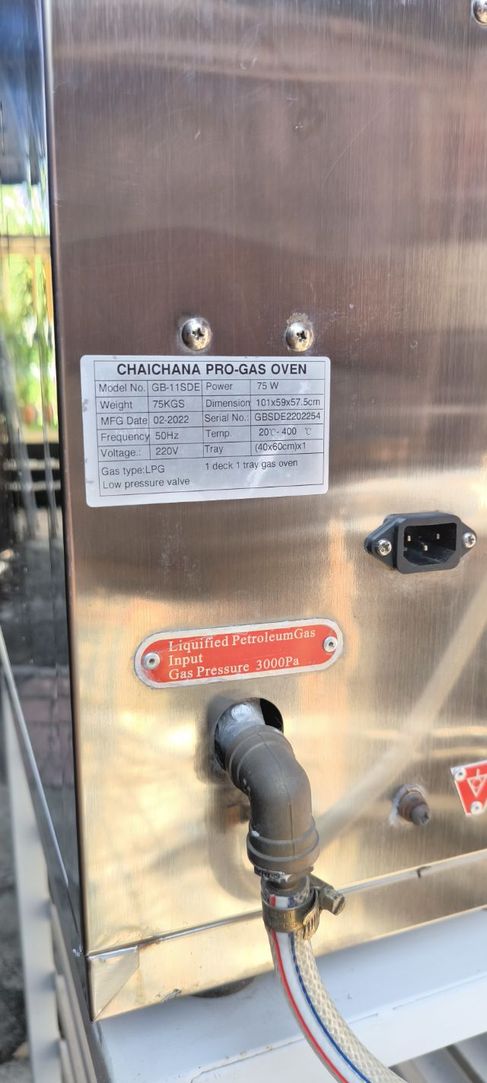 CHAICHANA PRO-GAS OVEN
Model No. GB-11SDE Power 75 W
Weight 75KGS Dimension 101x59x57.5cm
MFG Date 02-2022 Serial No.: GBSDE2202254
Frequency 50Hz Temp. 20℃- 400 ℃
Voltage.: 220V Tray (40x60cm)x1
Gas type:LPG 1 deck 1 tray gas oven
Low pressure valve
Liquified PetroleumGas
Input
Gas Pressure 3000Pa